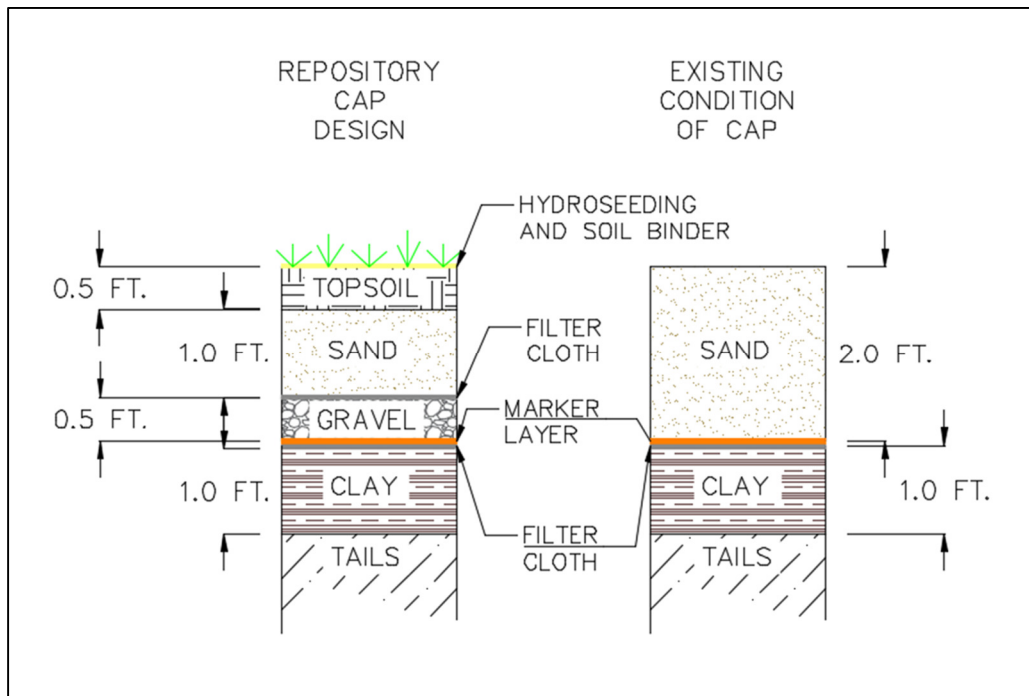 REPOSITORY
CAP
DESIGN
EXISTING
CONDITION
OF CAP
HYDROSEEDING
AND SOIL BINDER
0.5 FT.
TOPSOIL
1.0 FT.
SAND
FILTER
CLOTH
SAND
2.0 FT.
0.5 FT.
GRAVEL
MARKER
LAYER
1.0 FT.
CLAY
CLAY
1.0 FT.
TAILS
FILTER
CLOTH
TAILS